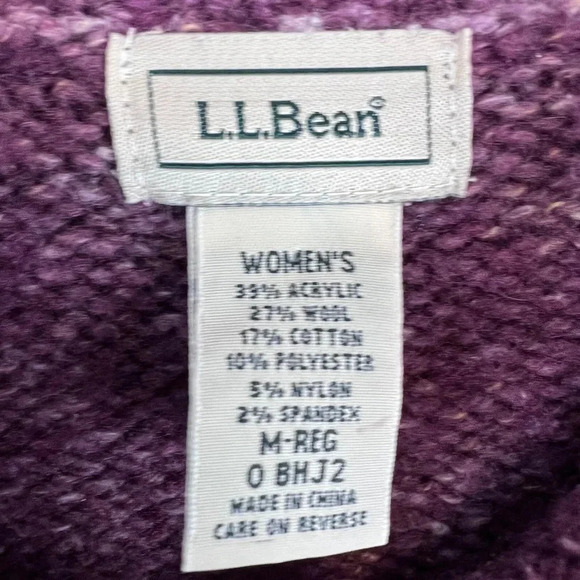 L.L.Bean®
WOMEN'S
39% ACRYLIC
27% WOOL
17% COTTON
10% POLYESTER
5% NYLON
2% SPANDEX
M-REG
0 BHJ2
MADE IN CHINA
CARE ON REVERSE